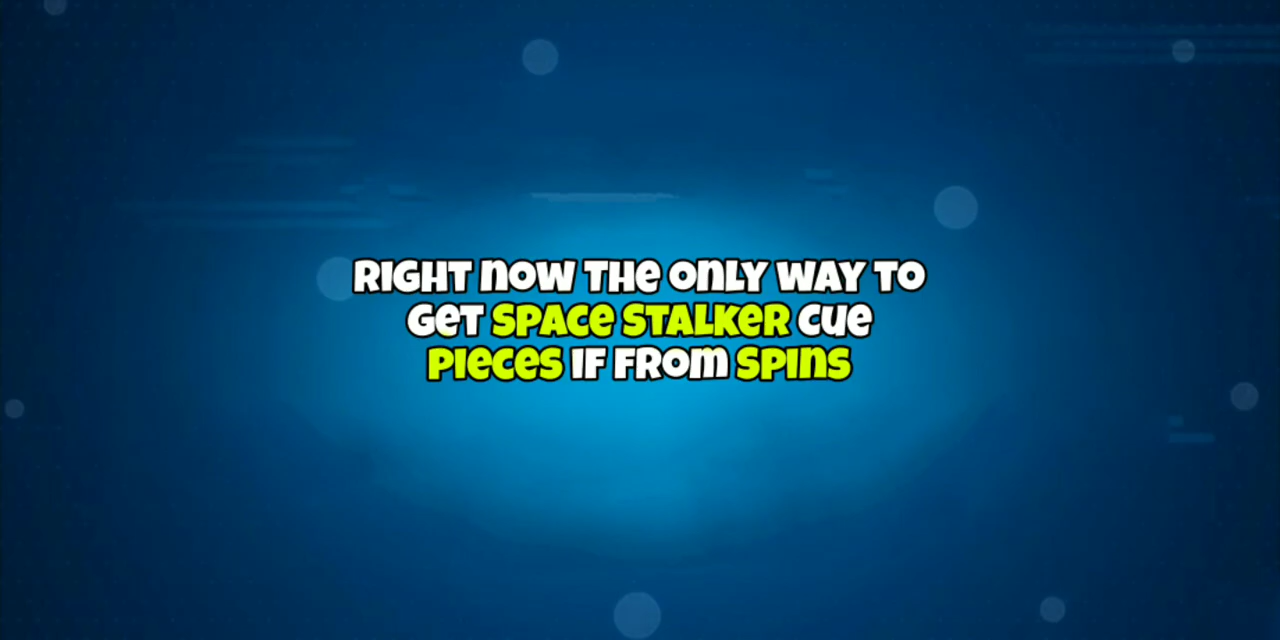 RIGHT NOW THE ONLY WAY TO
GET SPACE STALKER CUE
PIECES IF FROM SPINS